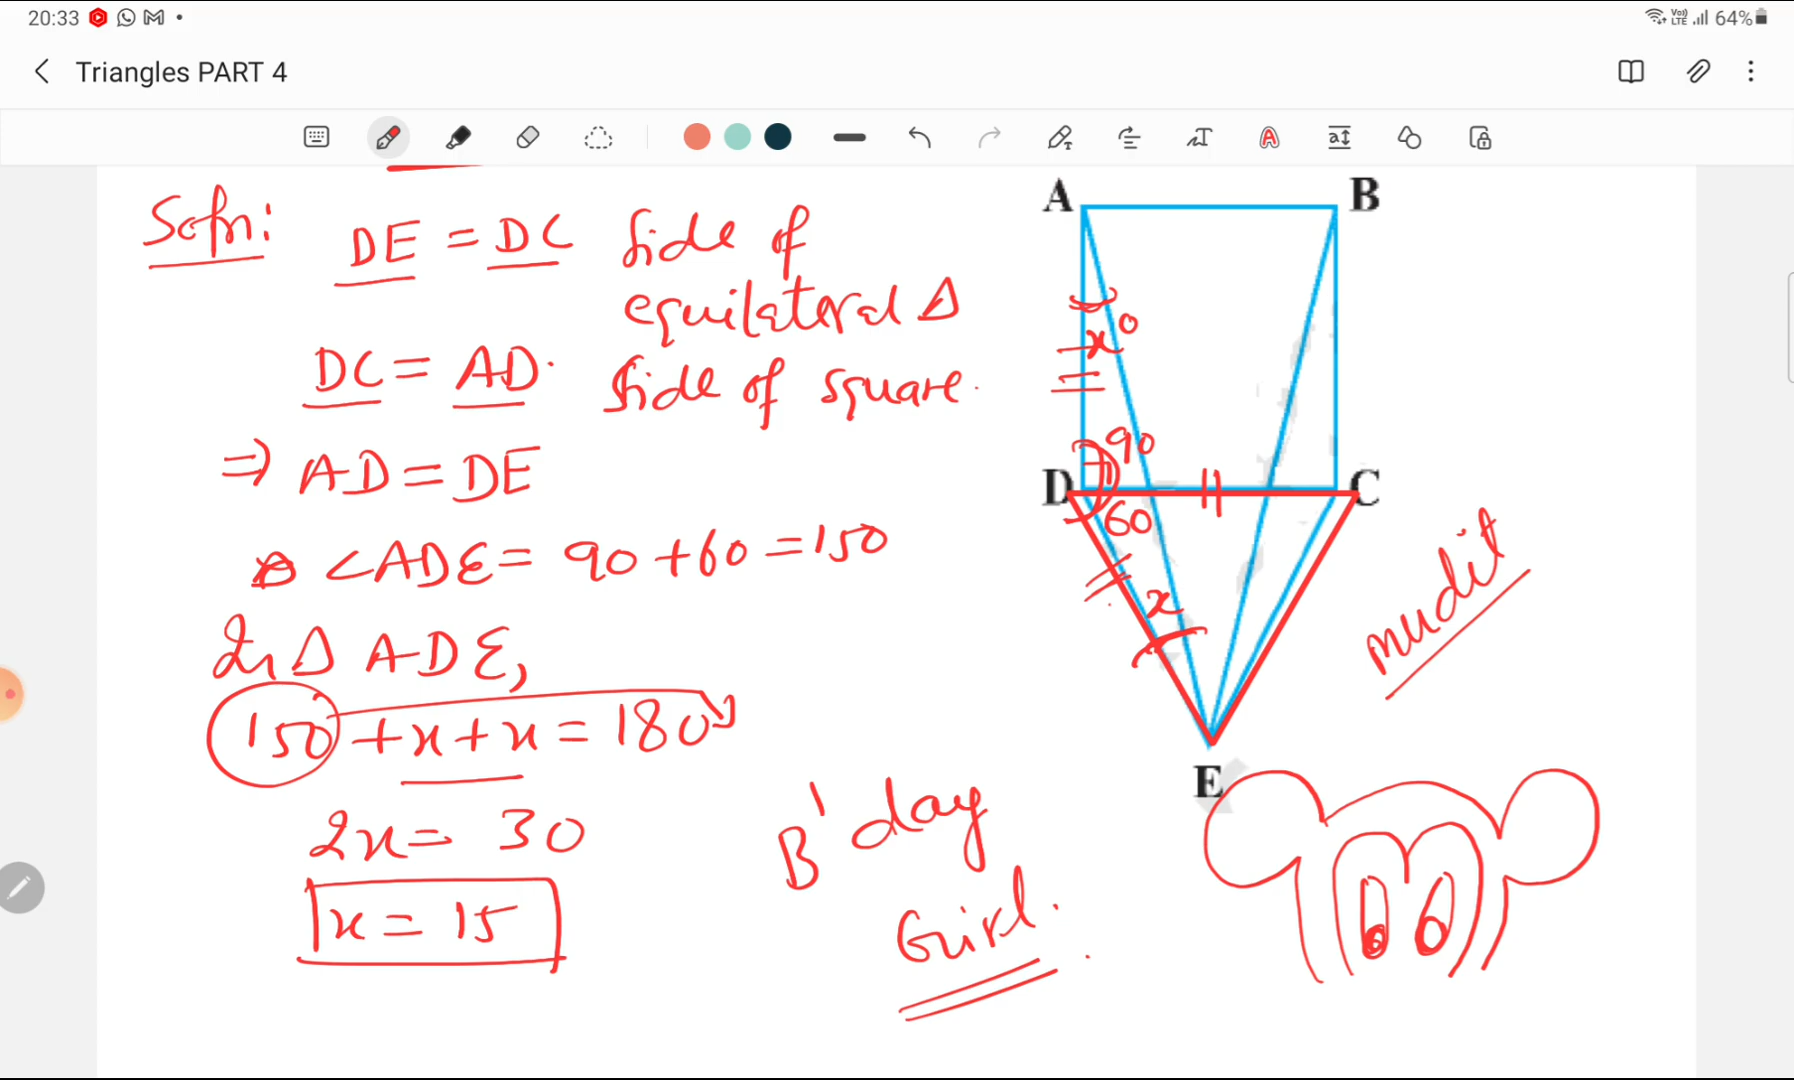 20:33
64%
Triangles PART 4
Soln:
DE = DC Side of
equilateral Δ
DC = AD. Side of square.
⇒ AD = DE
∠ADE = 90 + 60 = 150
In Δ ADE,
150 + x + x = 180
2x = 30
x = 15
B'day
Girl.
A
B
x°
90
D
C
60
x
E
mudit